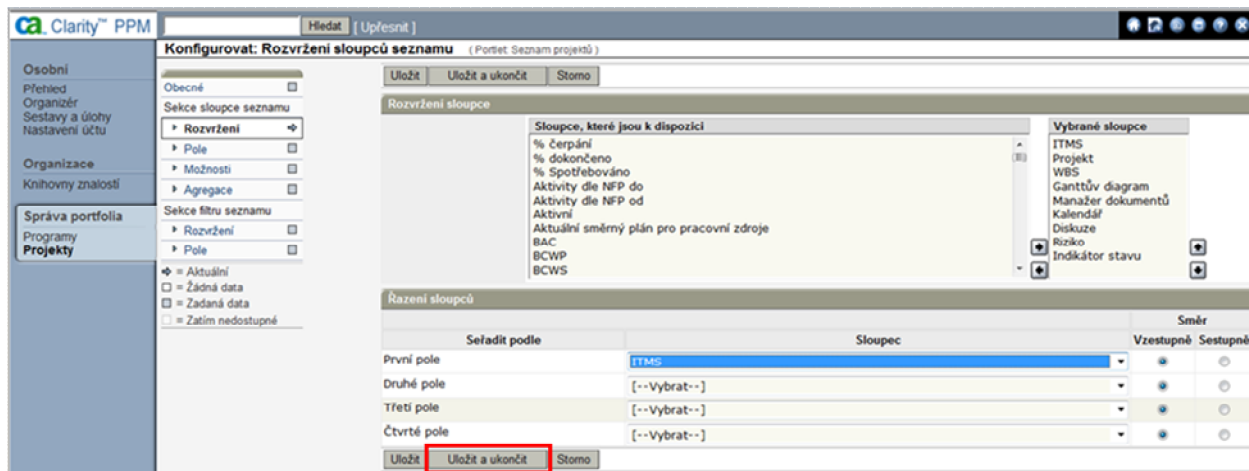 ca Clarity™ PPM
Hledat [ Upřesnit ]
Konfigurovat: Rozvržení sloupců seznamu ( Portlet: Seznam projektů )
Osobní
Přehled
Organizér
Sestavy a úlohy
Nastavení účtu
Organizace
Knihovny znalostí
Správa portfolia
Programy
Projekty
Obecné
Sekce sloupce seznamu
Rozvržení
Pole
Možnosti
Agregace
Sekce filtru seznamu
Rozvržení
Pole
= Aktuální
= Žádná data
= Zadaná data
= Zatím nedostupné
Uložit Uložit a ukončit Storno
Rozvržení sloupce
Sloupce, které jsou k dispozici
% čerpání
% dokončeno
% Spotřebováno
Aktivity dle NFP do
Aktivity dle NFP od
Aktivní
Aktuální směrný plán pro pracovní zdroje
BAC
BCWP
BCWS
Vybrané sloupce
ITMS
Projekt
WBS
Ganttův diagram
Manažer dokumentů
Kalendář
Diskuze
Riziko
Indikátor stavu
Řazení sloupců
Směr
Seřadit podle Sloupec Vzestupně Sestupně
První pole ITMS
Druhé pole [--Vybrat--]
Třetí pole [--Vybrat--]
Čtvrté pole [--Vybrat--]
Uložit Uložit a ukončit Storno